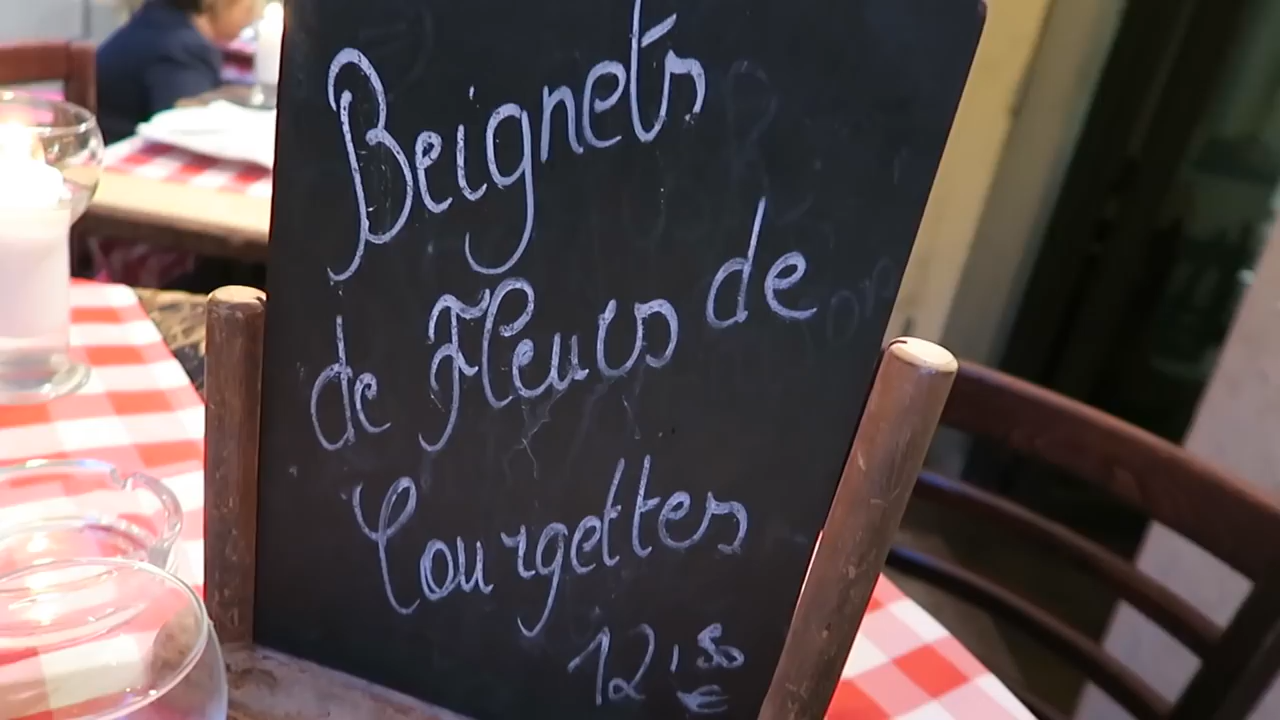 Beignets
de Fleurs de
Courgettes
12,50
€